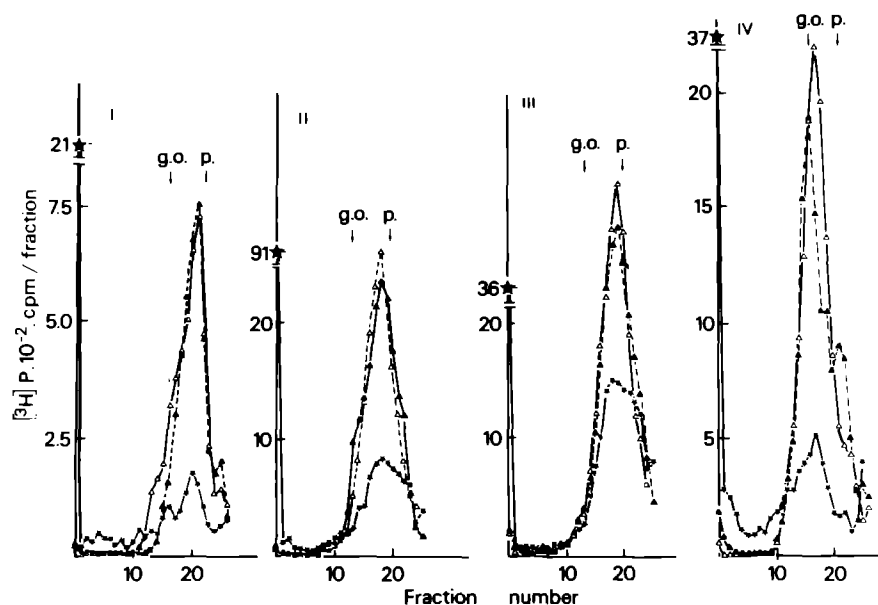 I
II
III
IV
21
g.o. p.
7.5
5.0
2.5
10 20
91
g.o. p.
20
10
10 20
36
g.o. p.
20
10
10 20
37
g.o. p.
20
15
10
5
10 20
[³H] P.10⁻². cpm / fraction
Fraction number